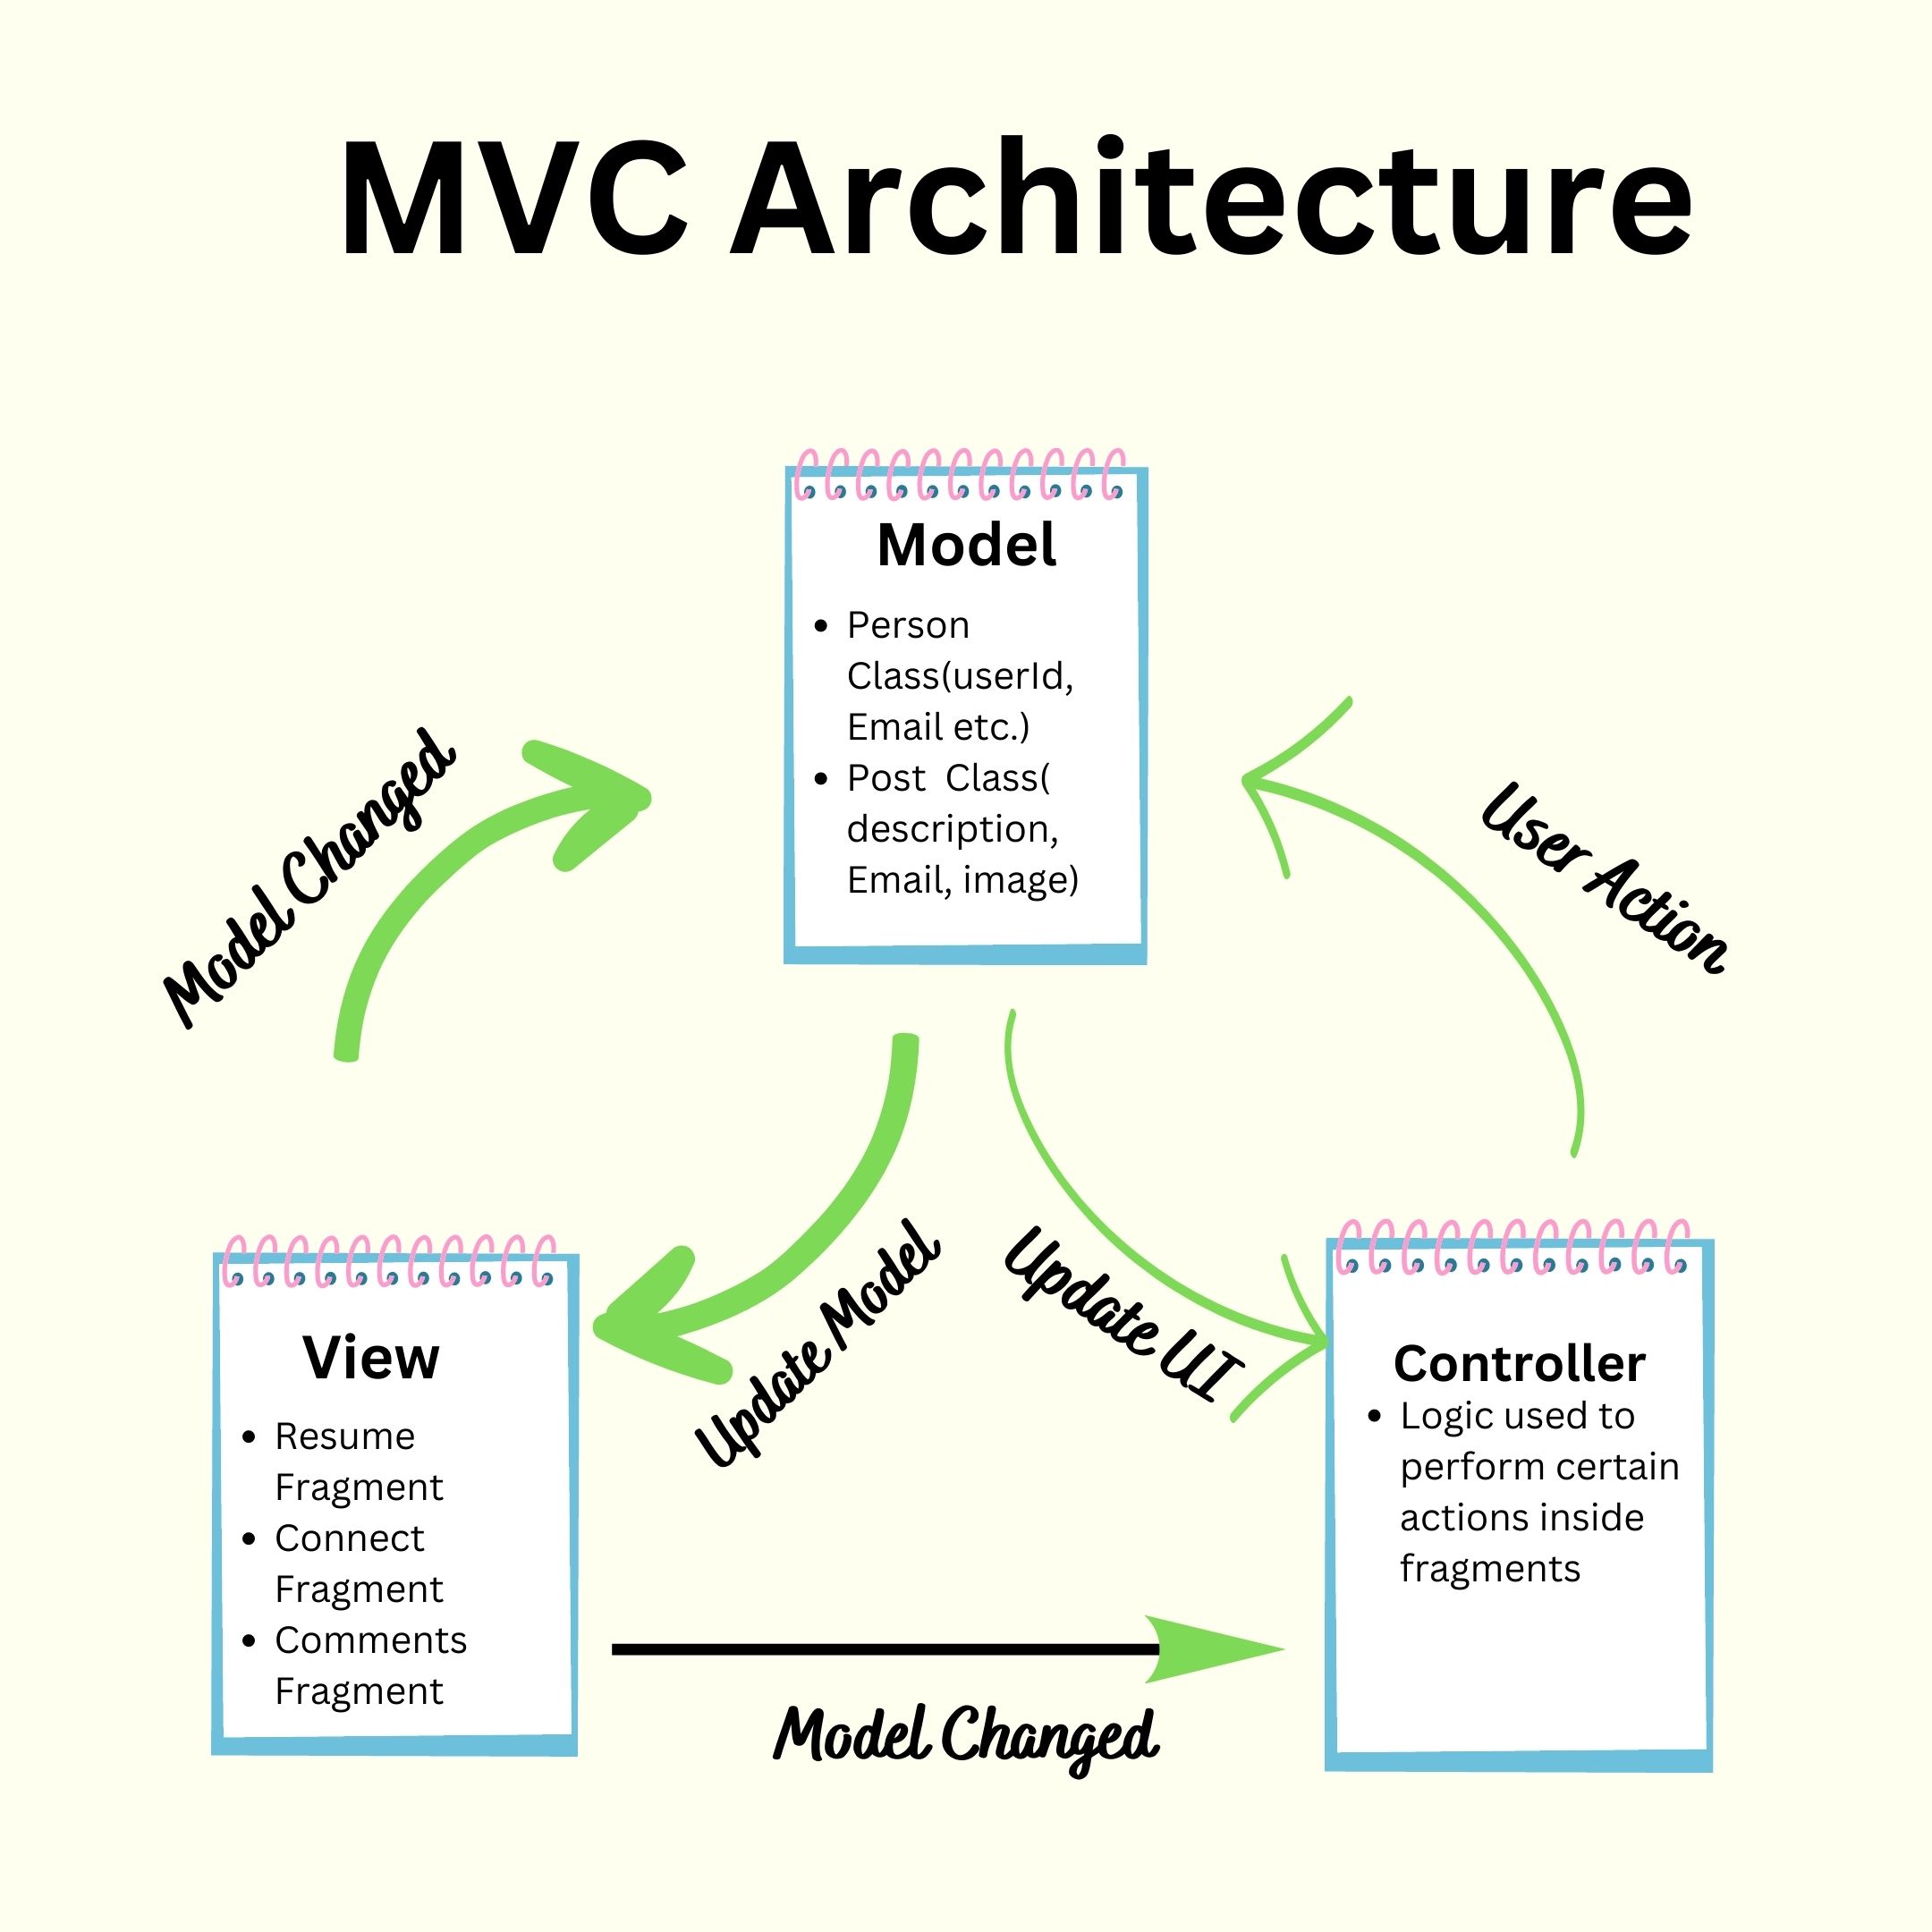 MVC Architecture
Model
• Person
Class(userId,
Email etc.)
• Post  Class(
description,
Email, image)
Model Changed
User Action
Update Model
Update UI
View
• Resume
Fragment
• Connect
Fragment
• Comments
Fragment
Controller
• Logic used to
perform certain
actions inside
fragments
Model Changed